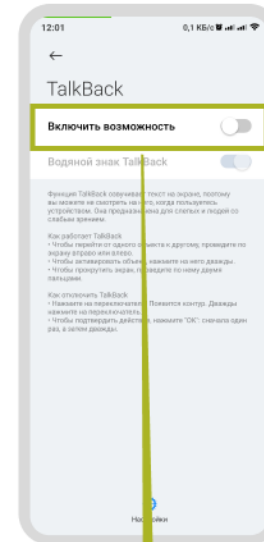 12:01 0,1 КБ/с
TalkBack
Включить возможность
Водяной знак TalkBack
Функция TalkBack озвучивает текст на экране, поэтому
вы можете не смотреть на него, когда пользуетесь
устройством. Она предназначена для слепых и людей со
слабым зрением.
Как работает TalkBack
• Чтобы перейти от одного объекта к другому, проведите по
экрану вправо или влево.
• Чтобы активировать объект, нажмите на него дважды.
• Чтобы прокрутить экран, проведите по нему двумя
пальцами.
Как отключить TalkBack
• Нажмите на переключатель. Появится контур. Дважды
нажмите на переключатель.
• Чтобы подтвердить действие, нажмите "ОК": сначала один
раз, а затем дважды.
Настройки